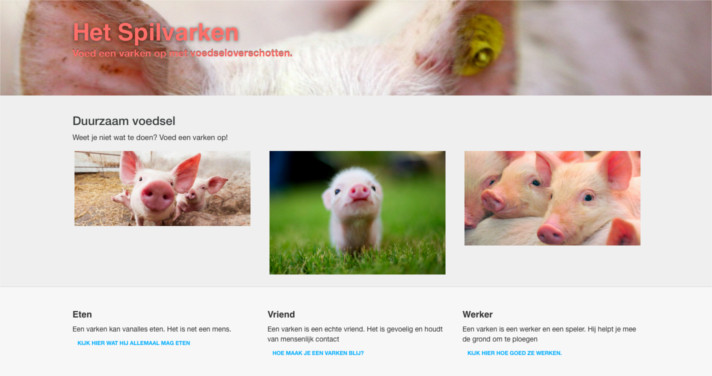 Het Spilvarken
Voed een varken op met voedseloverschotten.
Duurzaam voedsel
Weet je niet wat te doen? Voed een varken op!
Eten
Een varken kan vanalles eten. Het is net een mens.
KIJK HIER WAT HIJ ALLEMAAL MAG ETEN
Vriend
Een varken is een echte vriend. Het is gevoelig en houdt
van menselijk contact
HOE MAAK JE EEN VARKEN BLIJ?
Werker
Een varken is een werker en een speler. Hij helpt je mee
de grond om te ploegen
KIJK HIER HOE GOED ZE WERKEN.